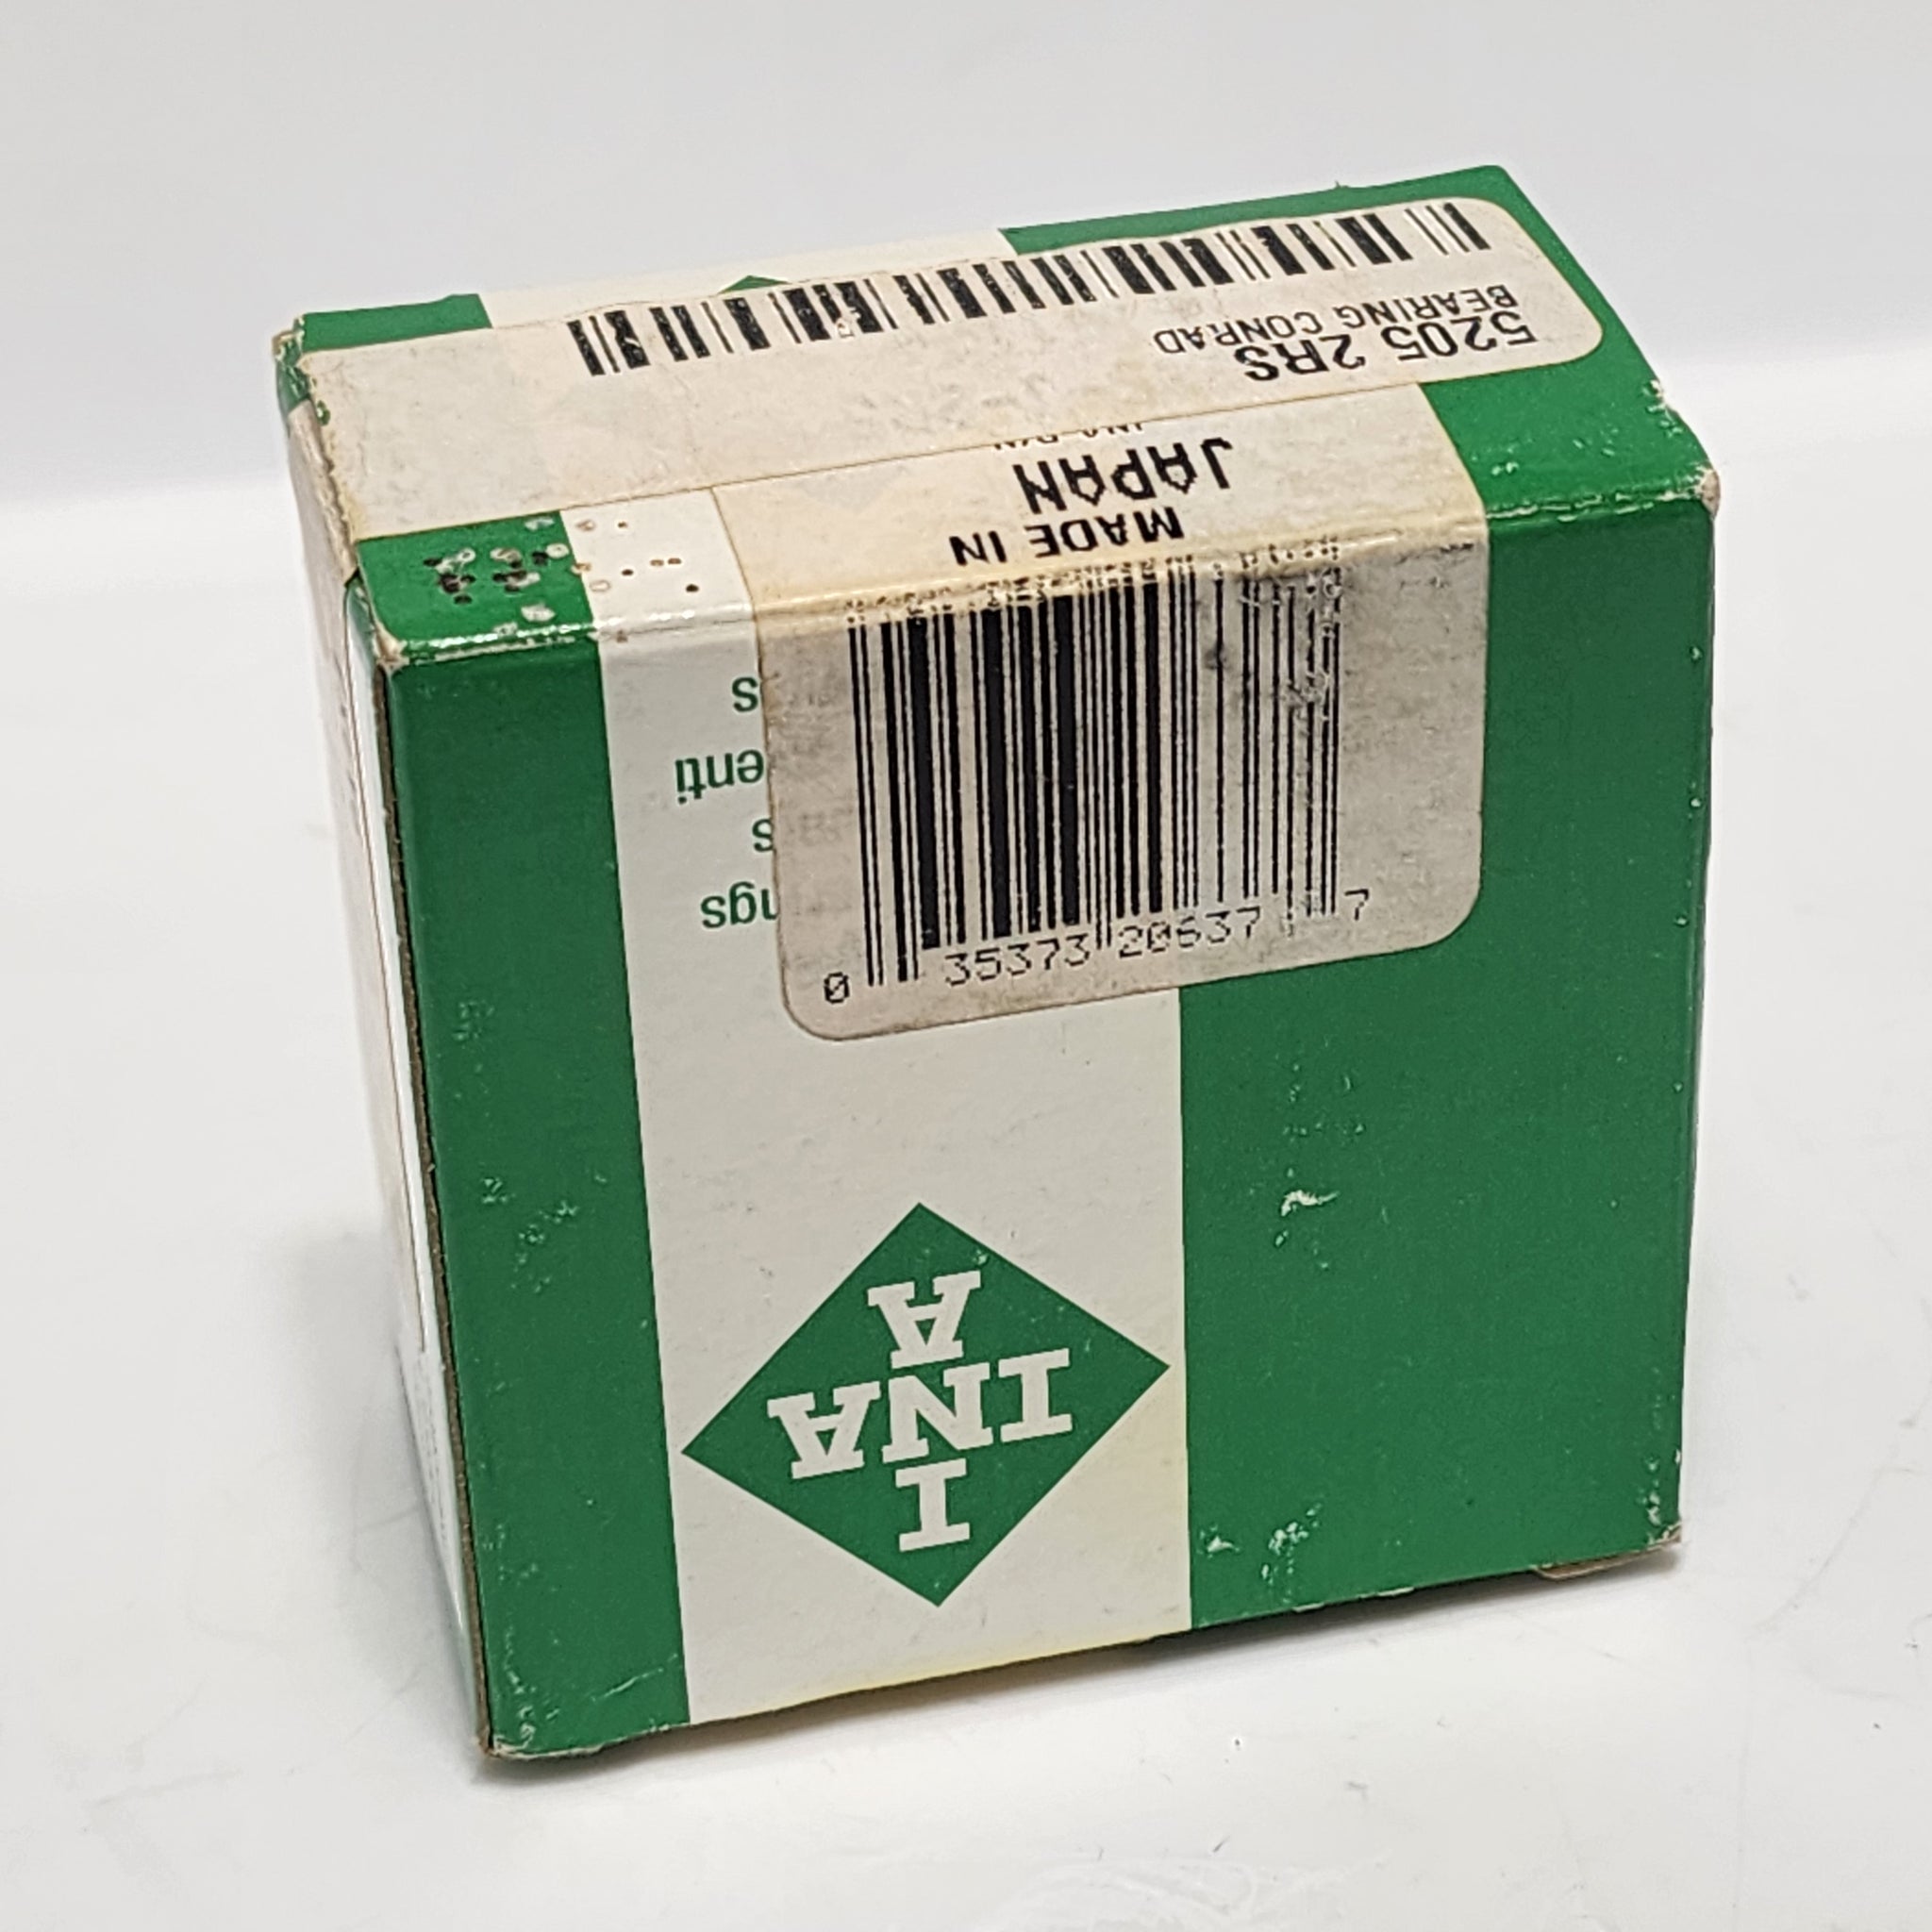 5205 2RS
BEARING CONRAD
MADE IN
JAPAN
0 35373 20637 7
s
enti
s
ngs
I
INA
A